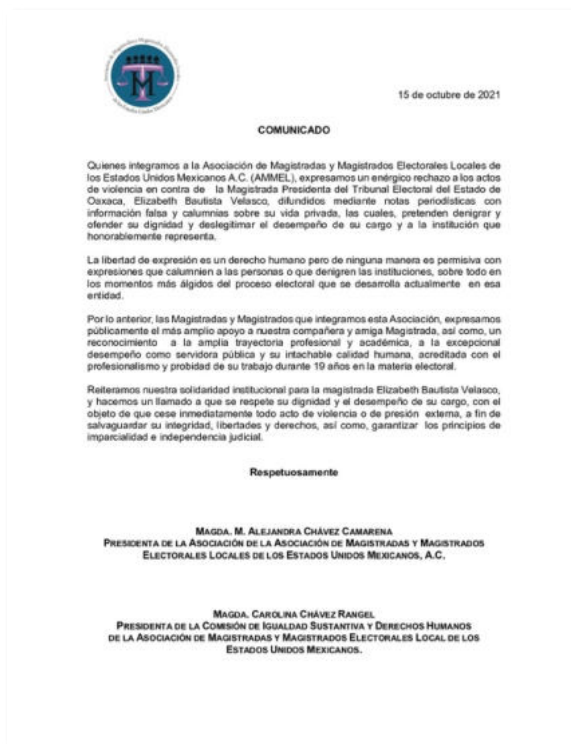 15 de octubre de 2021
COMUNICADO
Quienes integramos a la Asociación de Magistradas y Magistrados Electorales Locales de
los Estados Unidos Mexicanos A.C. (AMMEL), expresamos un enérgico rechazo a los actos
de violencia en contra de la Magistrada Presidenta del Tribunal Electoral del Estado de
Oaxaca, Elizabeth Bautista Velasco, difundidos mediante notas periodísticas con
información falsa y calumnias sobre su vida privada, las cuales, pretenden denigrar y
ofender su dignidad y deslegitimar el desempeño de su cargo y a la institución que
honorablemente representa.
La libertad de expresión es un derecho humano pero de ninguna manera es permisiva con
expresiones que calumnien a las personas o que denigren las instituciones, sobre todo en
los momentos más álgidos del proceso electoral que se desarrolla actualmente en esa
entidad.
Por lo anterior, las Magistradas y Magistrados que integramos esta Asociación, expresamos
públicamente el más amplio apoyo a nuestra compañera y amiga Magistrada, así como, un
reconocimiento a la amplia trayectoria profesional y académica, a la excepcional
desempeño como servidora pública y su intachable calidad humana, acreditada con el
profesionalismo y probidad de su trabajo durante 19 años en la materia electoral.
Reiteramos nuestra solidaridad institucional para la magistrada Elizabeth Bautista Velasco,
y hacemos un llamado a que se respete su dignidad y el desempeño de su cargo, con el
objeto de que cese inmediatamente todo acto de violencia o de presión externa, a fin de
salvaguardar su integridad, libertades y derechos, así como, garantizar los principios de
imparcialidad e independencia judicial.
Respetuosamente
MAGDA. M. ALEJANDRA CHÁVEZ CAMARENA
PRESIDENTA DE LA ASOCIACIÓN DE LA ASOCIACIÓN DE MAGISTRADAS Y MAGISTRADOS
ELECTORALES LOCALES DE LOS ESTADOS UNIDOS MEXICANOS, A.C.
MAGDA. CAROLINA CHÁVEZ RANGEL
PRESIDENTA DE LA COMISIÓN DE IGUALDAD SUSTANTIVA Y DERECHOS HUMANOS
DE LA ASOCIACIÓN DE MAGISTRADAS Y MAGISTRADOS ELECTORALES LOCAL DE LOS
ESTADOS UNIDOS MEXICANOS.